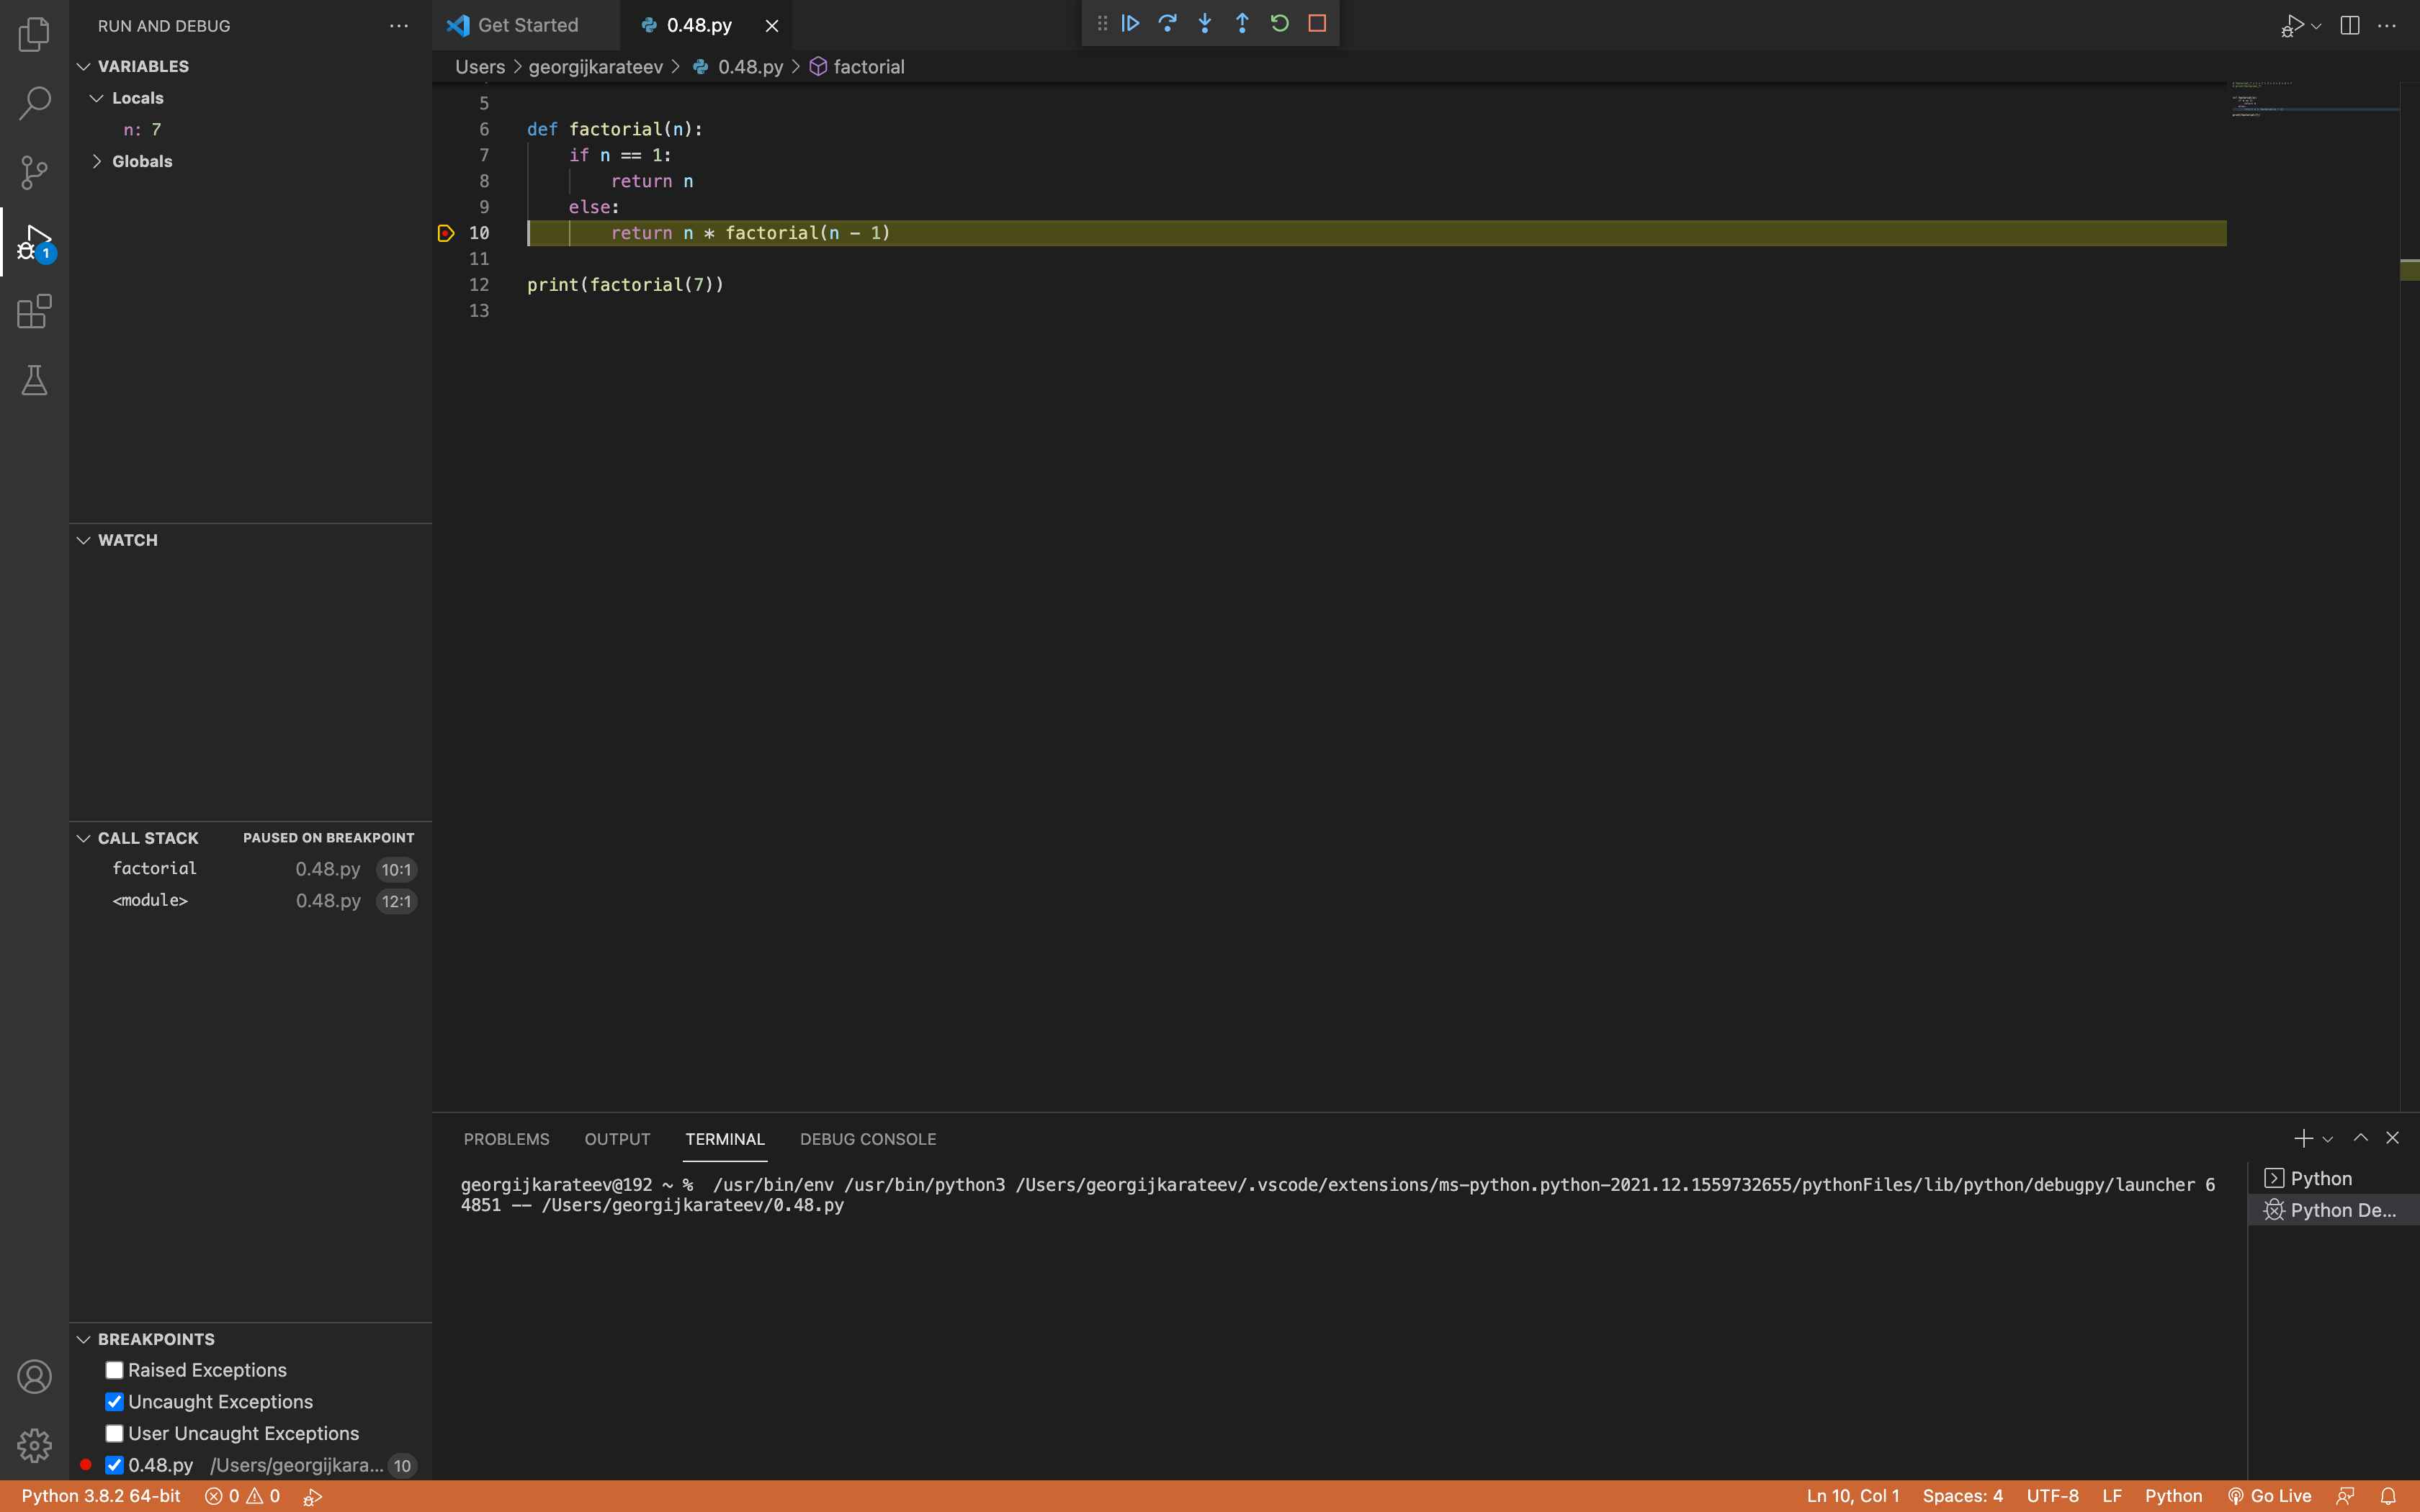 RUN AND DEBUG
VARIABLES
Locals
n: 7
Globals
WATCH
CALL STACK PAUSED ON BREAKPOINT
factorial 0.48.py 10:1
<module> 0.48.py 12:1
BREAKPOINTS
Raised Exceptions
Uncaught Exceptions
User Uncaught Exceptions
0.48.py /Users/georgijkara... 10
1
Get Started
0.48.py
Users > georgijkarateev > 0.48.py > factorial
5
6 def factorial(n):
7 if n == 1:
8 return n
9 else:
10 return n * factorial(n - 1)
11
12 print(factorial(7))
13
PROBLEMS OUTPUT TERMINAL DEBUG CONSOLE
georgijkarateev@192 ~ % /usr/bin/env /usr/bin/python3 /Users/georgijkarateev/.vscode/extensions/ms-python.python-2021.12.1559732655/pythonFiles/lib/python/debugpy/launcher 6
4851 -- /Users/georgijkarateev/0.48.py
Python
Python De...
Python 3.8.2 64-bit 0 0 Ln 10, Col 1 Spaces: 4 UTF-8 LF Python Go Live